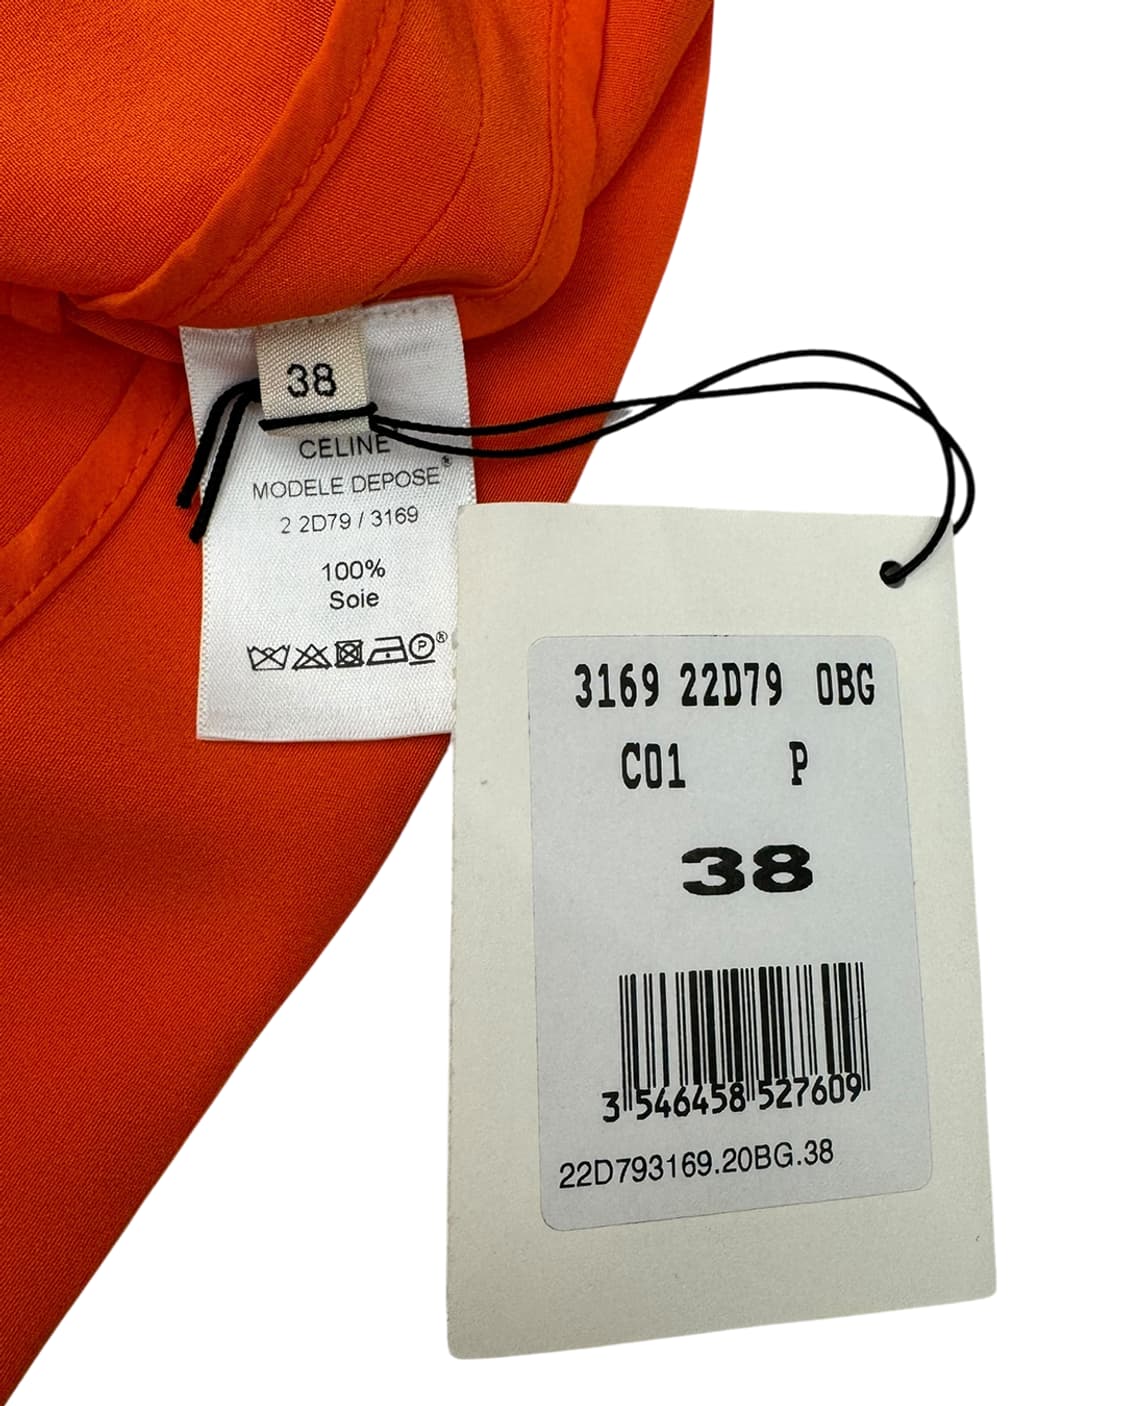 38
CELINE
MODELE DEPOSE®
2 2D79 / 3169
100%
Soie
P ®
3169 22D79 0BG
C01 P
38
3 546458 527609
22D793169.20BG.38